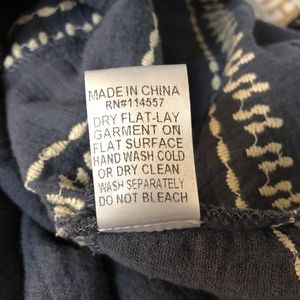 MADE IN CHINA
RN#114557
DRY FLAT-LAY
GARMENT ON
FLAT SURFACE
HAND WASH COLD
OR DRY CLEAN
WASH SEPARATELY
DO NOT BLEACH